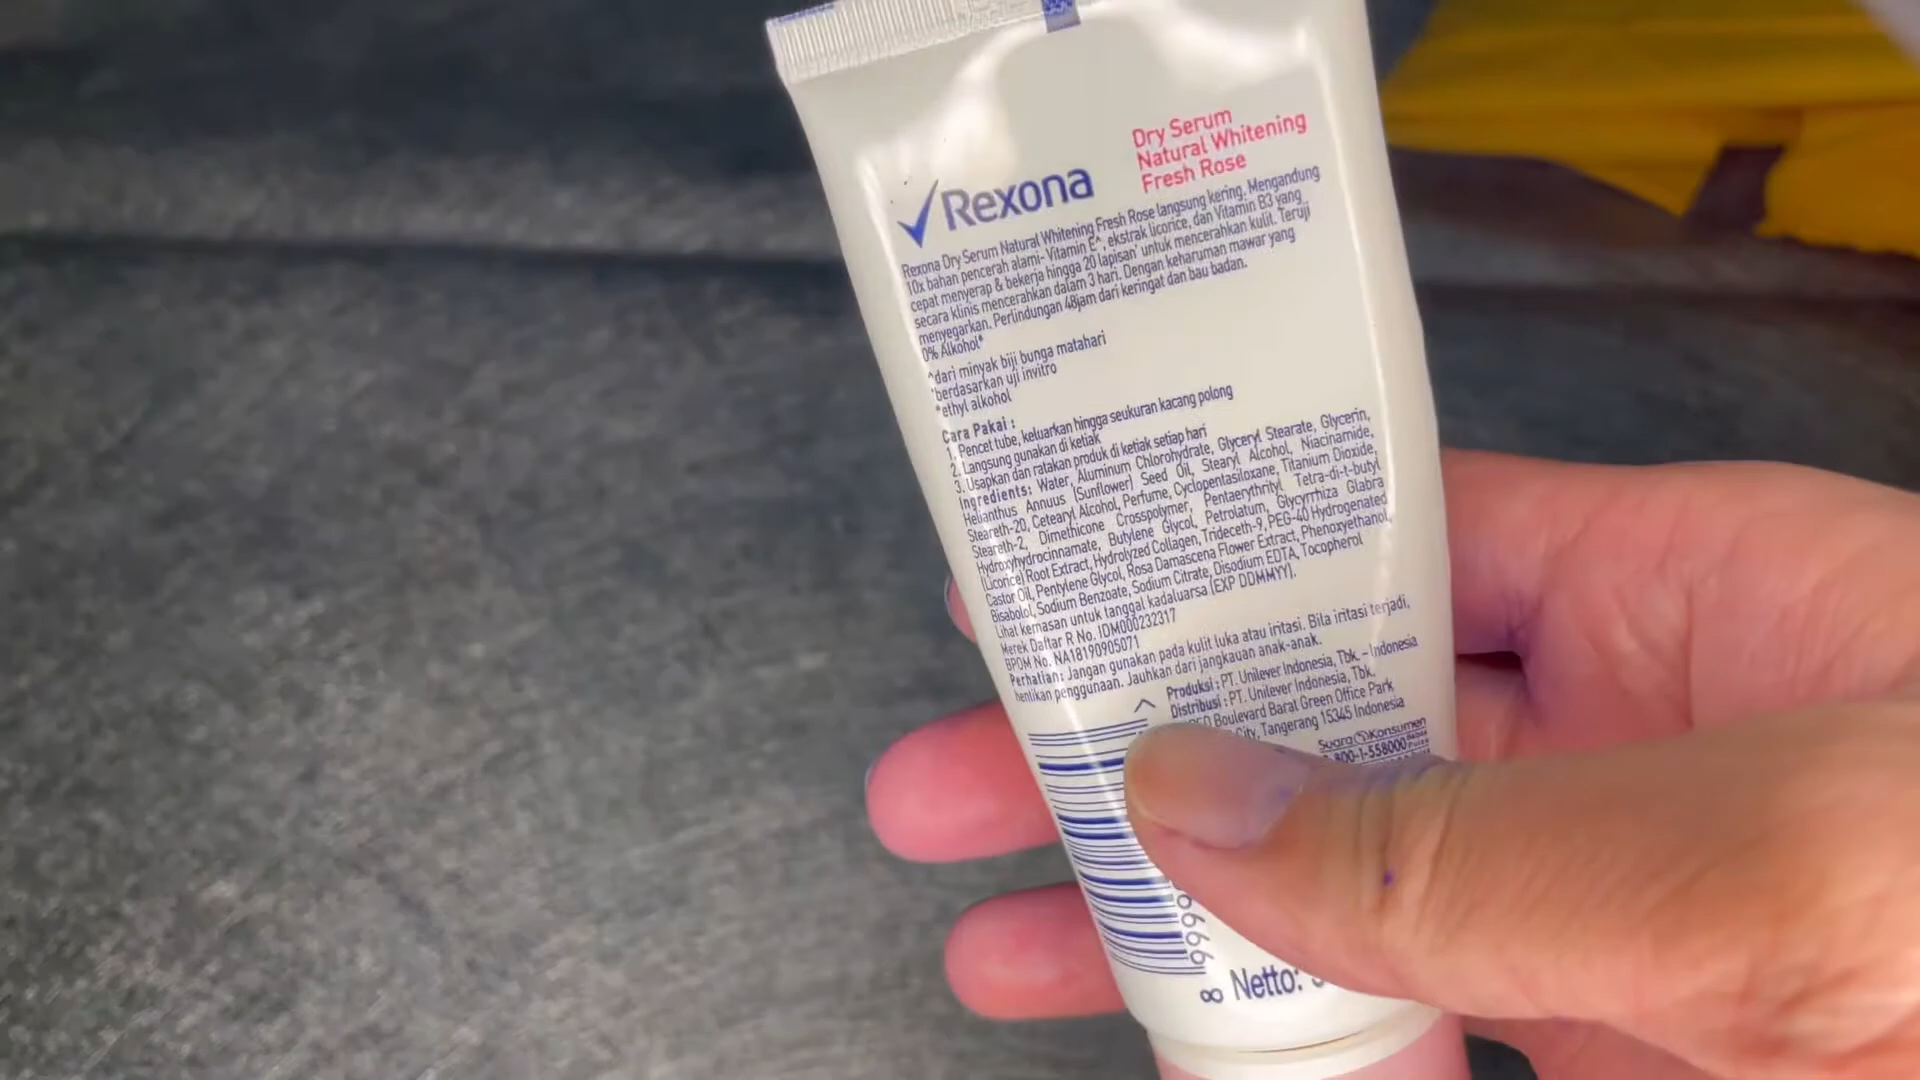 Dry Serum
Natural Whitening
Fresh Rose
Rexona
Rexona Dry Serum Natural Whitening Fresh Rose langsung kering. Mengandung
10x bahan pencerah alami- Vitamin E^, ekstrak licorice, dan Vitamin B3 yang
cepat menyerap & bekerja hingga 20 lapisan' untuk mencerahkan kulit. Teruji
secara klinis mencerahkan dalam 3 hari. Dengan keharuman mawar yang
menyegarkan. Perlindungan 48jam dari keringat dan bau badan.
0% Alkohol*
^dari minyak biji bunga matahari
'berdasarkan uji invitro
*ethyl alkohol
Cara Pakai :
1. Pencet tube, keluarkan hingga seukuran kacang polong
2. Langsung gunakan di ketiak
3. Usapkan dan ratakan produk di ketiak setiap hari
Ingredients: Water, Aluminum Chlorohydrate, Glyceryl Stearate, Glycerin,
Helianthus Annuus (Sunflower) Seed Oil, Stearyl Alcohol, Niacinamide,
Steareth-20, Cetearyl Alcohol, Perfume, Cyclopentasiloxane, Titanium Dioxide,
Steareth-2, Dimethicone Crosspolymer, Pentaerythrityl Tetra-di-t-butyl
Hydroxyhydrocinnamate, Butylene Glycol, Petrolatum, Glycyrrhiza Glabra
(Licorice) Root Extract, Hydrolyzed Collagen, Trideceth-9, PEG-40 Hydrogenated
Castor Oil, Pentylene Glycol, Rosa Damascena Flower Extract, Phenoxyethanol,
Bisabolol, Sodium Benzoate, Sodium Citrate, Disodium EDTA, Tocopherol
Lihat kemasan untuk tanggal kadaluarsa (EXP DDMMYY).
Merek Daftar R No. IDM000232317
BPOM No. NA18190905071
Perhatian: Jangan gunakan pada kulit luka atau iritasi. Bila iritasi terjadi,
hentikan penggunaan. Jauhkan dari jangkauan anak-anak.
Produksi : PT. Unilever Indonesia, Tbk. - Indonesia
Distribusi : PT. Unilever Indonesia, Tbk.
Boulevard Barat Green Office Park
City, Tangerang 15345 Indonesia
Suara Konsumen
800-1-558000
8 999
Netto: